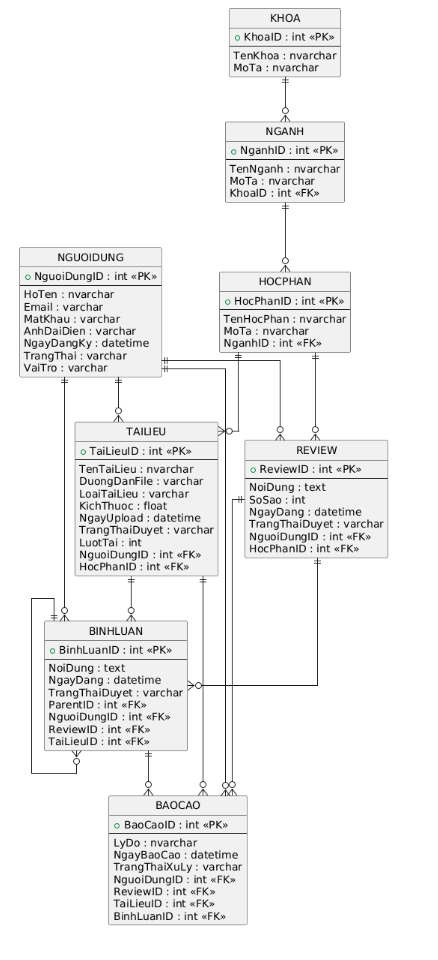 KHOA
KhoaID : int «PK»
TenKhoa : nvarchar
MoTa : nvarchar
NGANH
NganhID : int «PK»
TenNganh : nvarchar
MoTa : nvarchar
KhoaID : int «FK»
NGUOIDUNG
NguoiDungID : int «PK»
HoTen : nvarchar
Email : varchar
MatKhau : varchar
AnhDaiDien : varchar
NgayDangKy : datetime
TrangThai : varchar
VaiTro : varchar
HOCPHAN
HocPhanID : int «PK»
TenHocPhan : nvarchar
MoTa : nvarchar
NganhID : int «FK»
TAILIEU
TaiLieuID : int «PK»
TenTaiLieu : nvarchar
DuongDanFile : varchar
LoaiTaiLieu : varchar
KichThuoc : float
NgayUpload : datetime
TrangThaiDuyet : varchar
LuotTai : int
NguoiDungID : int «FK»
HocPhanID : int «FK»
REVIEW
ReviewID : int «PK»
NoiDung : text
SoSao : int
NgayDang : datetime
TrangThaiDuyet : varchar
NguoiDungID : int «FK»
HocPhanID : int «FK»
BINHLUAN
BinhLuanID : int «PK»
NoiDung : text
NgayDang : datetime
TrangThaiDuyet : varchar
ParentID : int «FK»
NguoiDungID : int «FK»
ReviewID : int «FK»
TaiLieuID : int «FK»
BAOCAO
BaoCaoID : int «PK»
LyDo : nvarchar
NgayBaoCao : datetime
TrangThaiXuLy : varchar
NguoiDungID : int «FK»
ReviewID : int «FK»
TaiLieuID : int «FK»
BinhLuanID : int «FK»